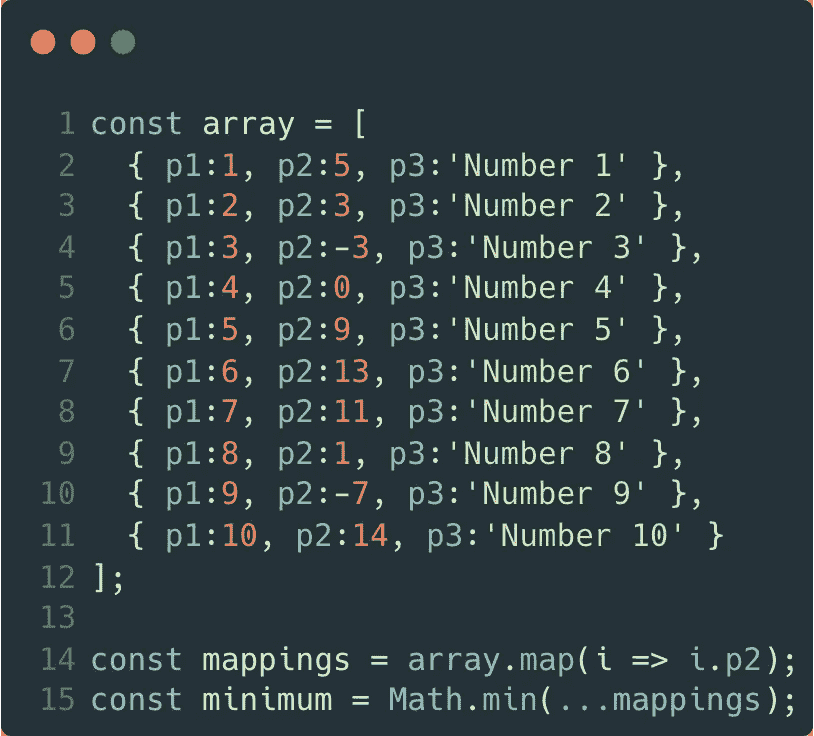 1 const array = [
2   { p1:1, p2:5, p3:'Number 1' },
3   { p1:2, p2:3, p3:'Number 2' },
4   { p1:3, p2:-3, p3:'Number 3' },
5   { p1:4, p2:0, p3:'Number 4' },
6   { p1:5, p2:9, p3:'Number 5' },
7   { p1:6, p2:13, p3:'Number 6' },
8   { p1:7, p2:11, p3:'Number 7' },
9   { p1:8, p2:1, p3:'Number 8' },
10   { p1:9, p2:-7, p3:'Number 9' },
11   { p1:10, p2:14, p3:'Number 10' }
12 ];
13
14 const mappings = array.map(i => i.p2);
15 const minimum = Math.min(...mappings);